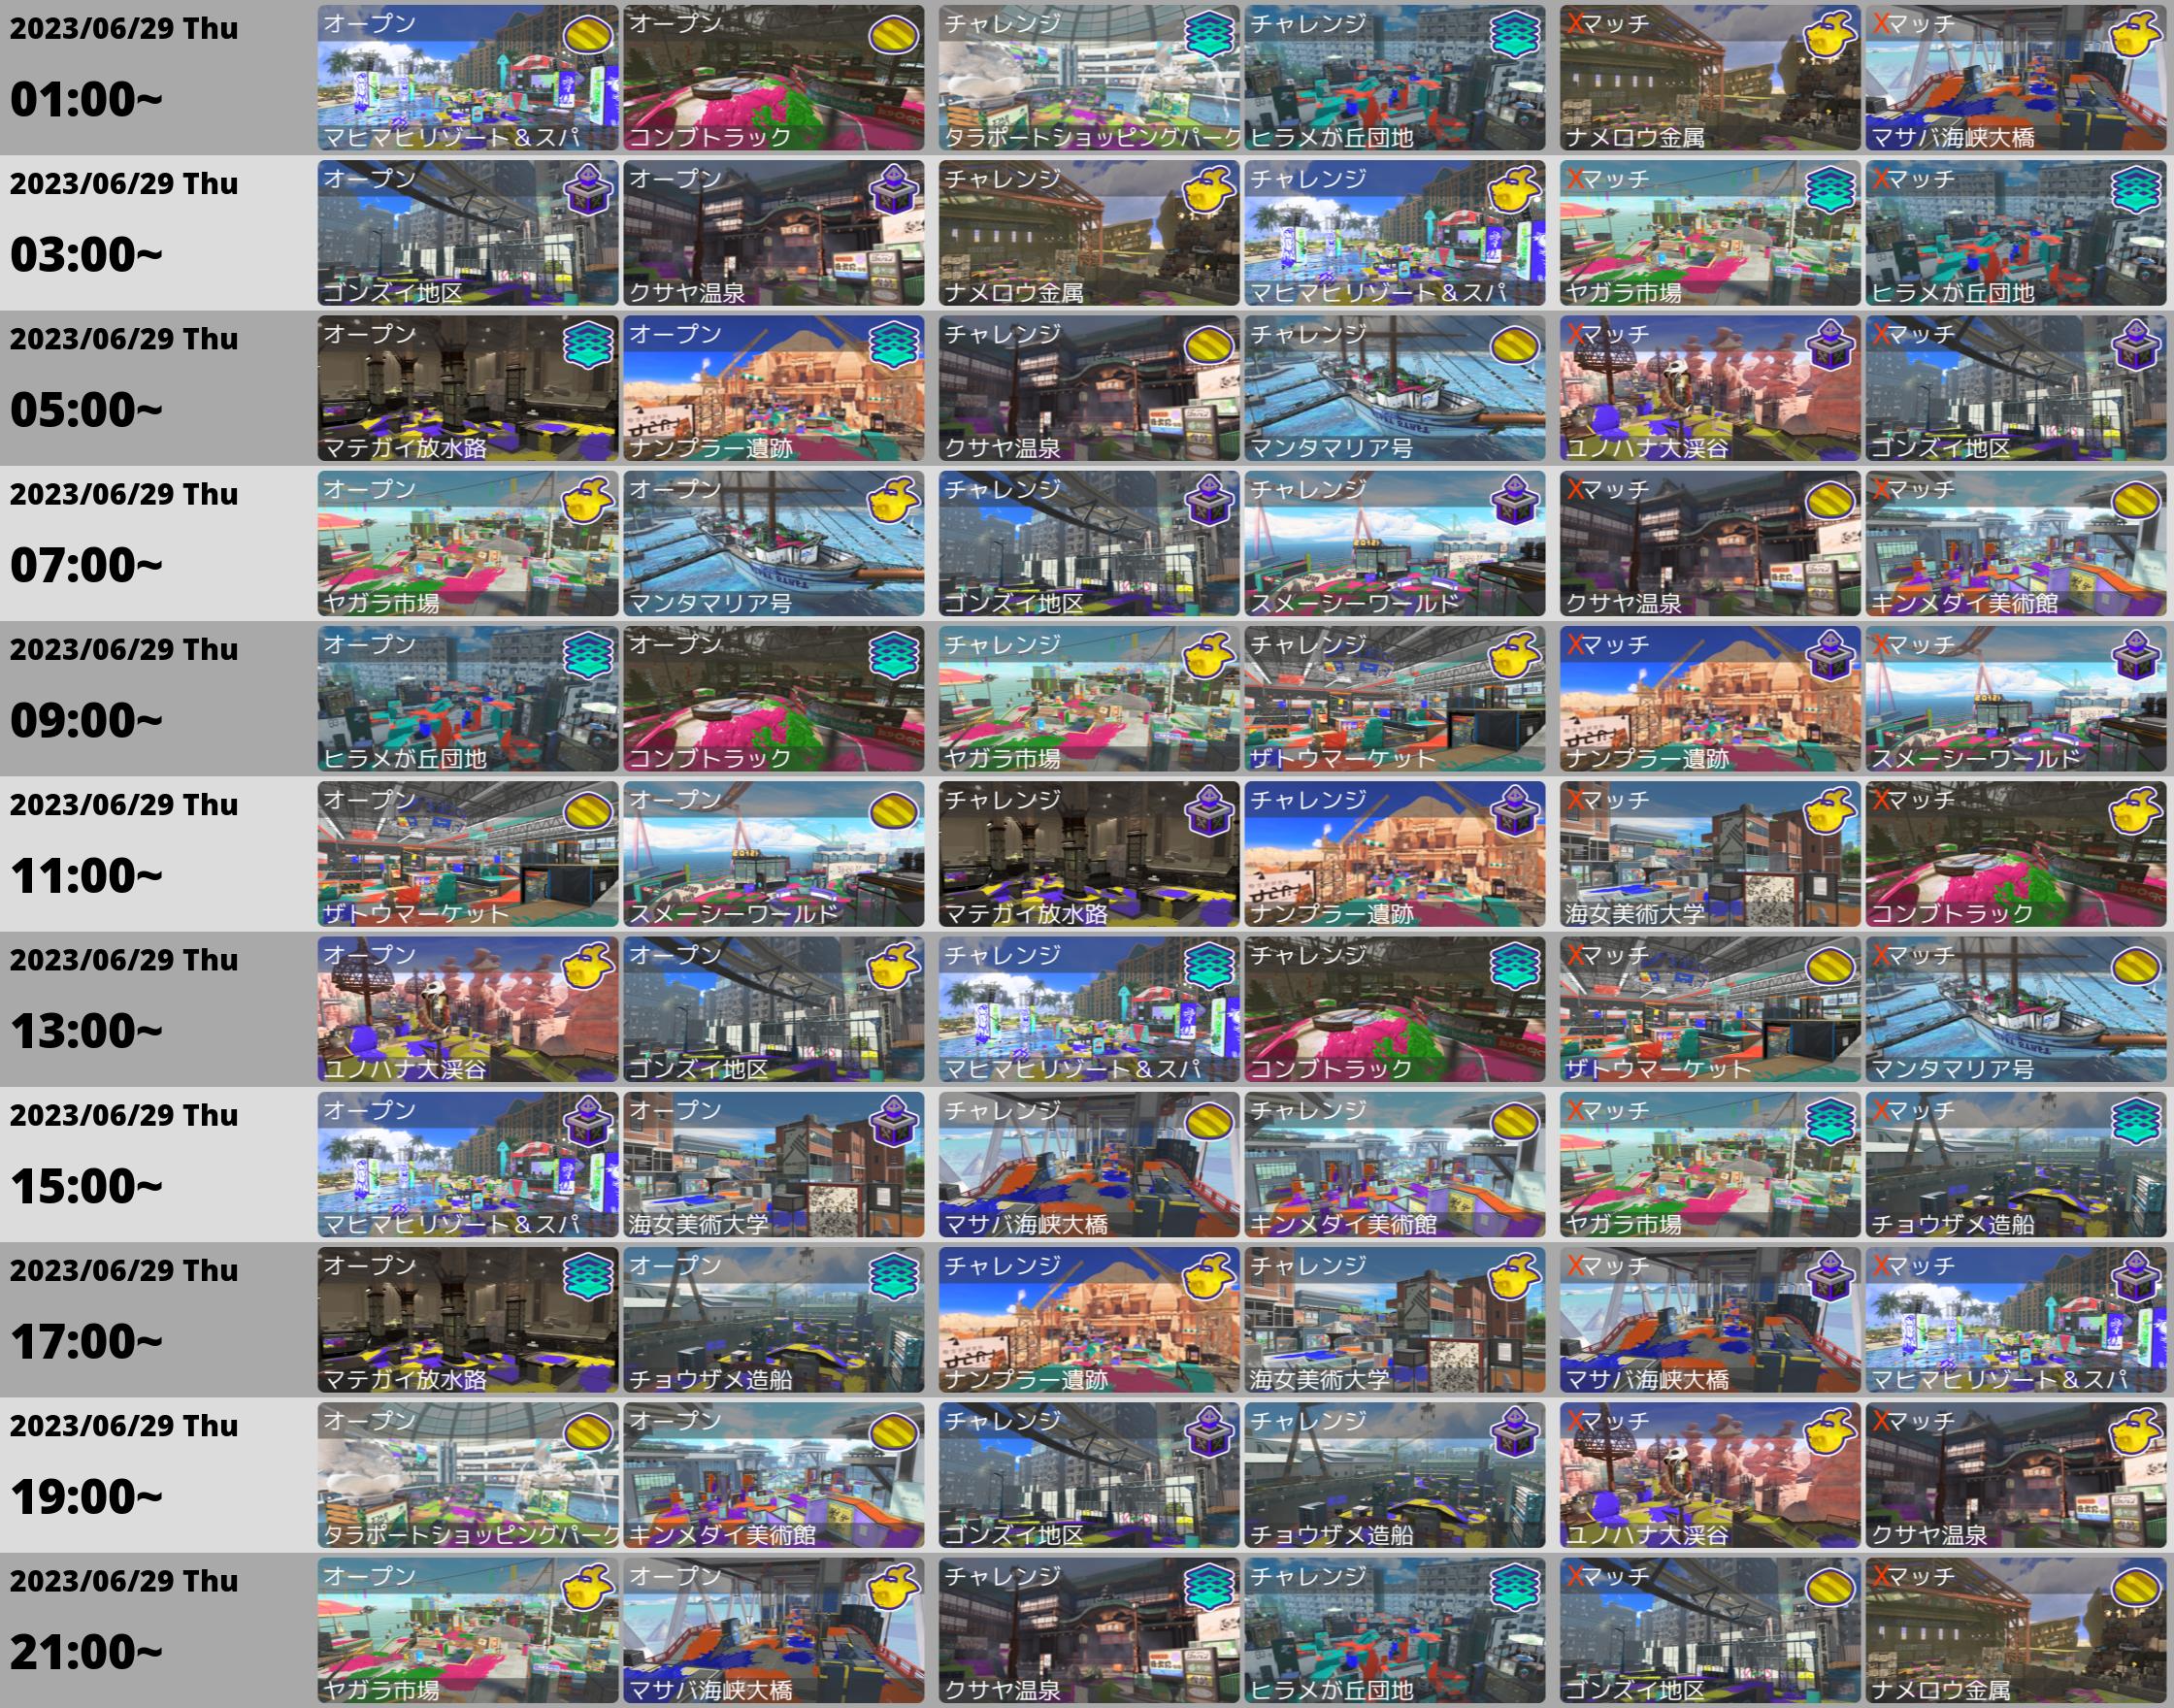 2023/06/29 Thu
01:00~
オープン
マヒマヒリゾート＆スパ
オープン
コンブトラック
チャレンジ
タラポートショッピングパーク
チャレンジ
ヒラメが丘団地
Xマッチ
ナメロウ金属
Xマッチ
マサバ海峡大橋
2023/06/29 Thu
03:00~
オープン
ゴンズイ地区
オープン
クサヤ温泉
チャレンジ
ナメロウ金属
チャレンジ
マヒマヒリゾート＆スパ
Xマッチ
ヤガラ市場
Xマッチ
ヒラメが丘団地
2023/06/29 Thu
05:00~
オープン
マテガイ放水路
オープン
ナンプラー遺跡
チャレンジ
クサヤ温泉
チャレンジ
マンタマリア号
Xマッチ
ユノハナ大渓谷
Xマッチ
ゴンズイ地区
2023/06/29 Thu
07:00~
オープン
ヤガラ市場
オープン
マンタマリア号
チャレンジ
ゴンズイ地区
チャレンジ
スメーシーワールド
Xマッチ
クサヤ温泉
Xマッチ
キンメダイ美術館
2023/06/29 Thu
09:00~
オープン
ヒラメが丘団地
オープン
コンブトラック
チャレンジ
ヤガラ市場
チャレンジ
ザトウマーケット
Xマッチ
ナンプラー遺跡
Xマッチ
スメーシーワールド
2023/06/29 Thu
11:00~
オープン
ザトウマーケット
オープン
スメーシーワールド
チャレンジ
マテガイ放水路
チャレンジ
ナンプラー遺跡
Xマッチ
海女美術大学
Xマッチ
コンブトラック
2023/06/29 Thu
13:00~
オープン
ユノハナ大渓谷
オープン
ゴンズイ地区
チャレンジ
マヒマヒリゾート＆スパ
チャレンジ
コンブトラック
Xマッチ
ザトウマーケット
Xマッチ
マンタマリア号
2023/06/29 Thu
15:00~
オープン
マヒマヒリゾート＆スパ
オープン
海女美術大学
チャレンジ
マサバ海峡大橋
チャレンジ
キンメダイ美術館
Xマッチ
ヤガラ市場
Xマッチ
チョウザメ造船
2023/06/29 Thu
17:00~
オープン
マテガイ放水路
オープン
チョウザメ造船
チャレンジ
ナンプラー遺跡
チャレンジ
海女美術大学
Xマッチ
マサバ海峡大橋
Xマッチ
マヒマヒリゾート＆スパ
2023/06/29 Thu
19:00~
オープン
タラポートショッピングパーク
オープン
キンメダイ美術館
チャレンジ
ゴンズイ地区
チャレンジ
チョウザメ造船
Xマッチ
ユノハナ大渓谷
Xマッチ
クサヤ温泉
2023/06/29 Thu
21:00~
オープン
ヤガラ市場
オープン
マサバ海峡大橋
チャレンジ
クサヤ温泉
チャレンジ
ヒラメが丘団地
Xマッチ
ゴンズイ地区
Xマッチ
ナメロウ金属